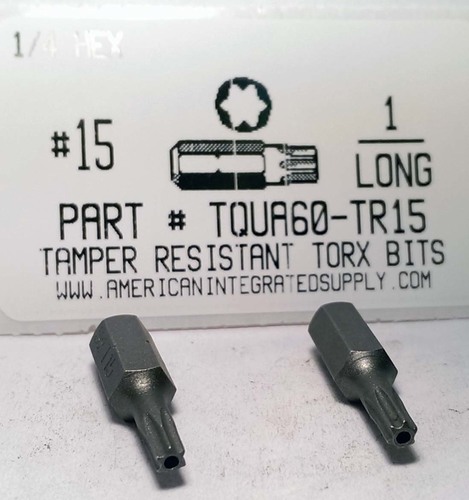 1/4 HEX
#15
1
LONG
PART # TQUA60-TR15
TAMPER RESISTANT TORX BITS
WWW.AMERICANINTEGRATEDSUPPLY.COM